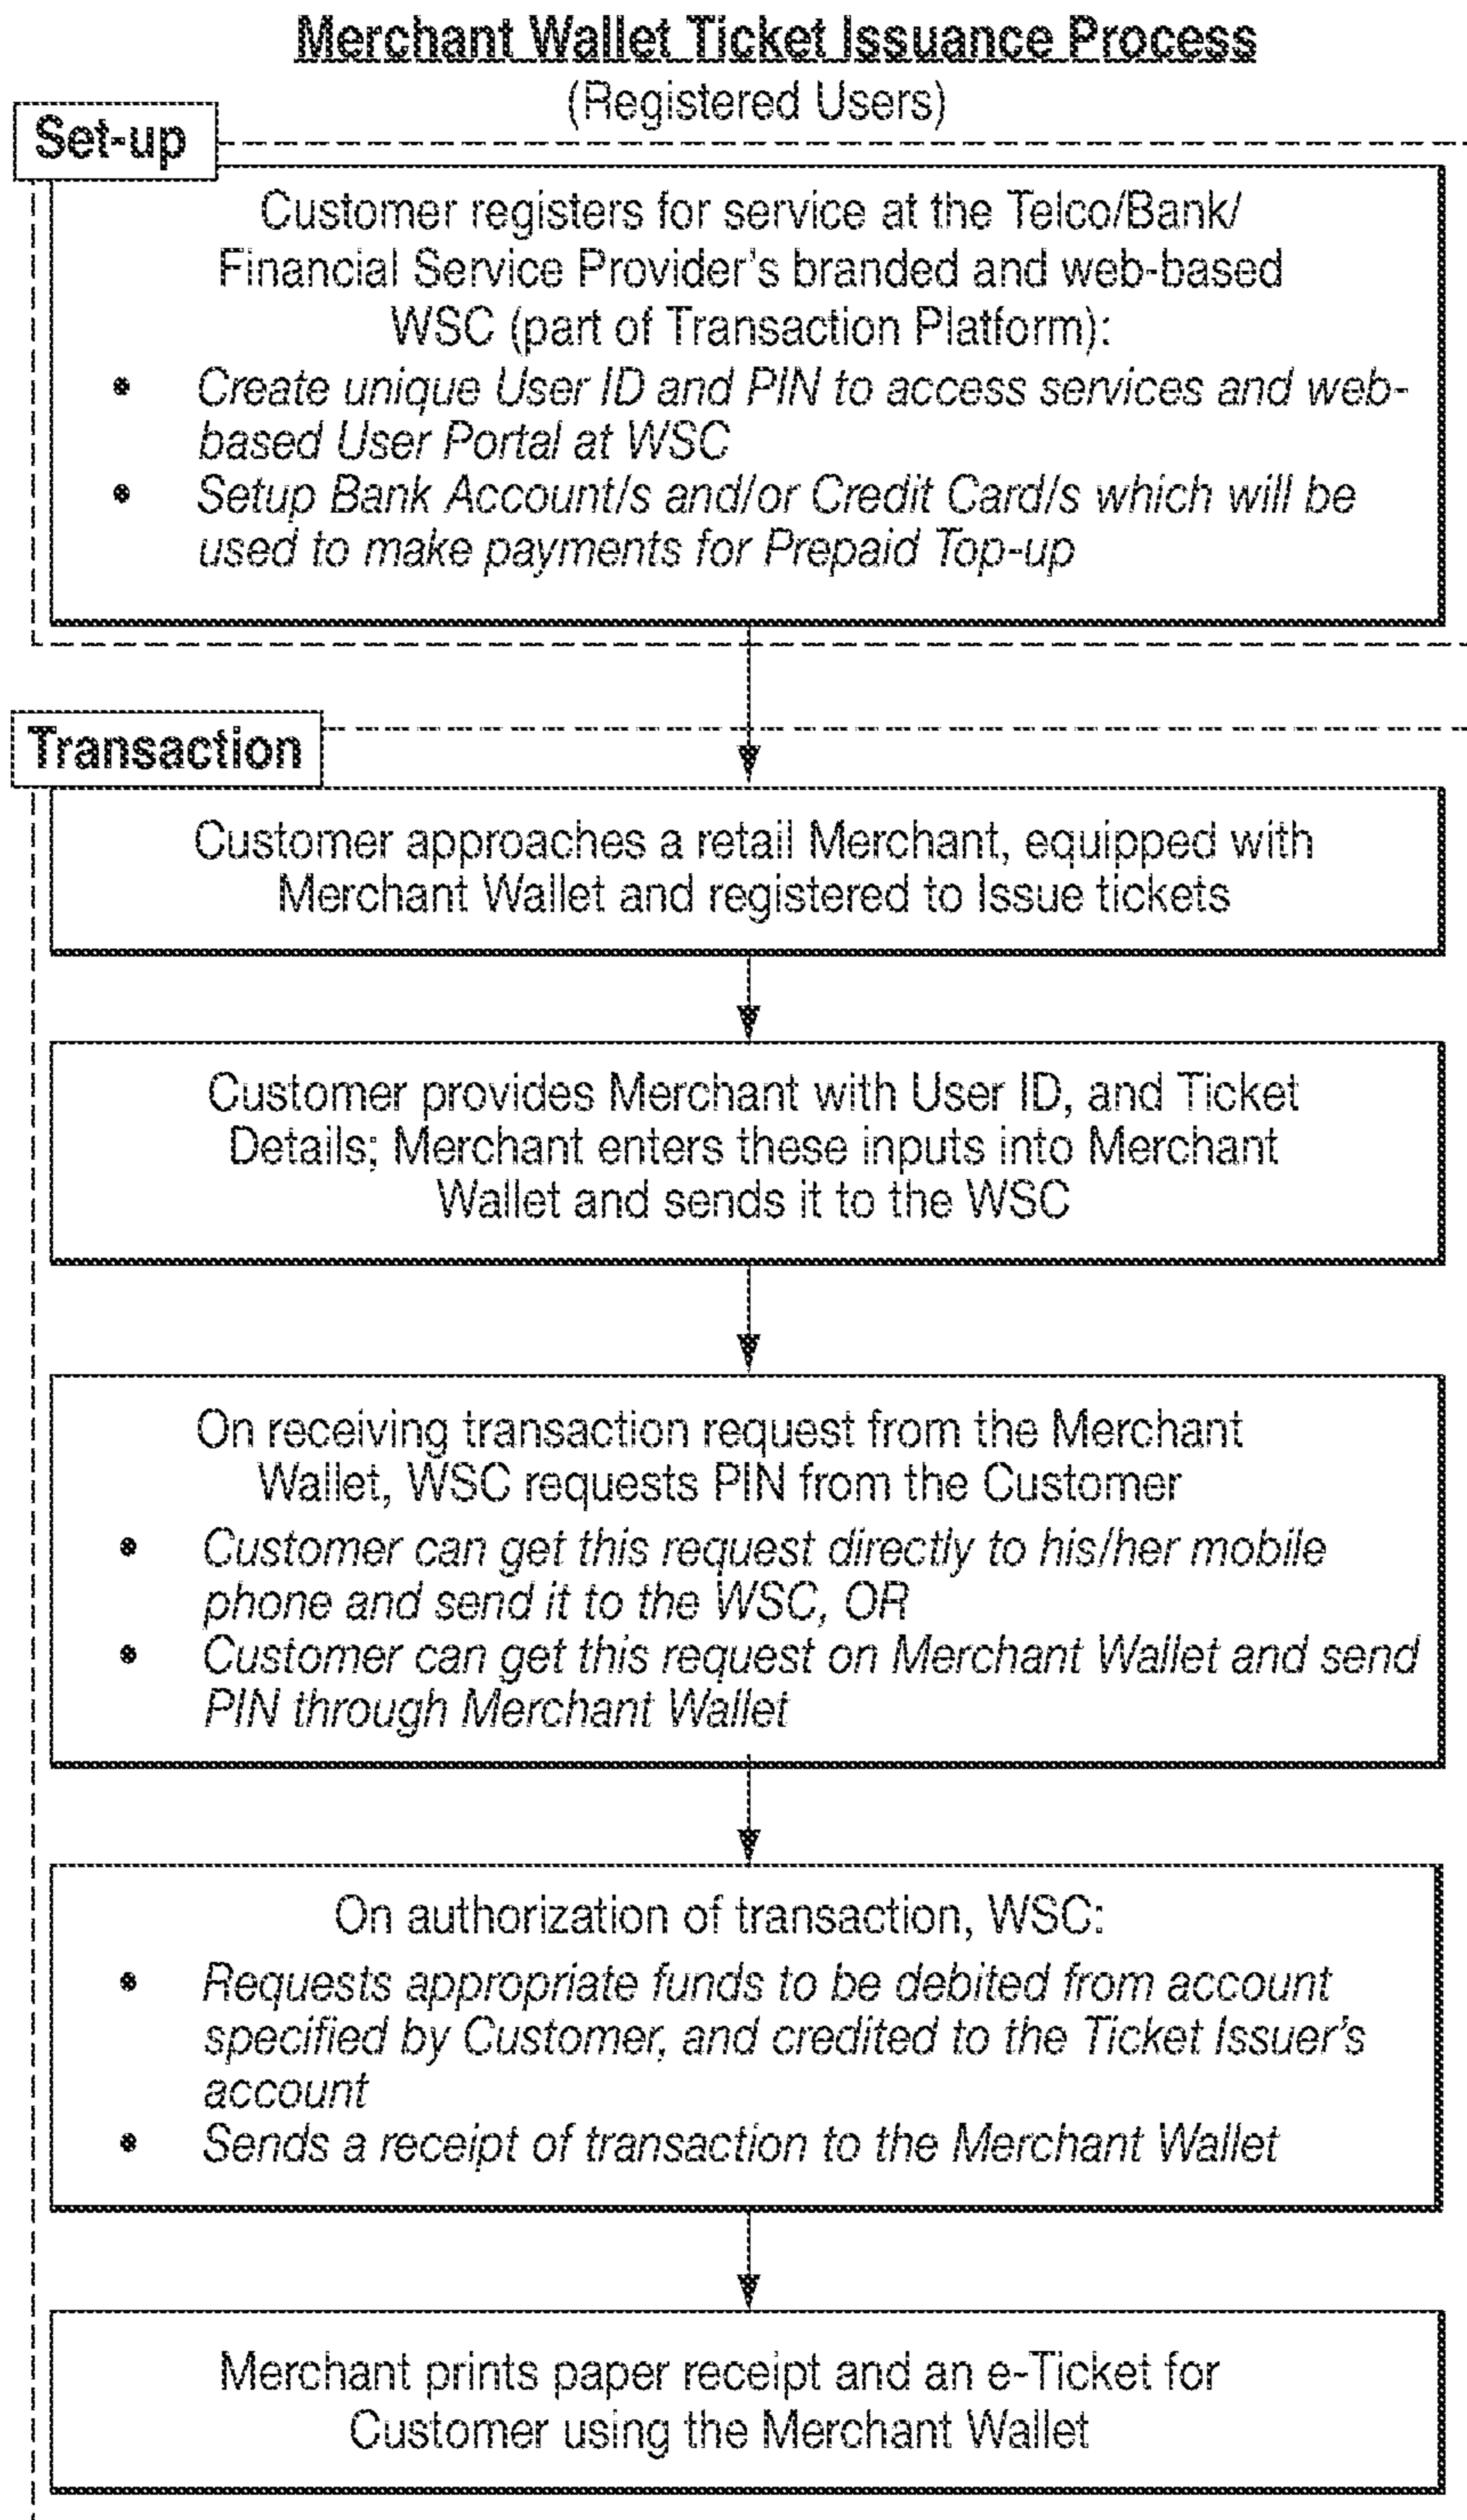 Merchant Wallet Ticket Issuance Process
(Registered Users)
Set-up
Customer registers for service at the Telco/Bank/
Financial Service Provider's branded and web-based
WSC (part of Transaction Platform):
• Create unique User ID and PIN to access services and web-
based User Portal at WSC
• Setup Bank Account/s and/or Credit Card/s which will be
used to make payments for Prepaid Top-up
Transaction
Customer approaches a retail Merchant, equipped with
Merchant Wallet and registered to Issue tickets
Customer provides Merchant with User ID, and Ticket
Details; Merchant enters these inputs into Merchant
Wallet and sends it to the WSC
On receiving transaction request from the Merchant
Wallet, WSC requests PIN from the Customer
• Customer can get this request directly to his/her mobile
phone and send it to the WSC, OR
• Customer can get this request on Merchant Wallet and send
PIN through Merchant Wallet
On authorization of transaction, WSC:
• Requests appropriate funds to be debited from account
specified by Customer, and credited to the Ticket Issuer's
account
• Sends a receipt of transaction to the Merchant Wallet
Merchant prints paper receipt and an e-Ticket for
Customer using the Merchant Wallet